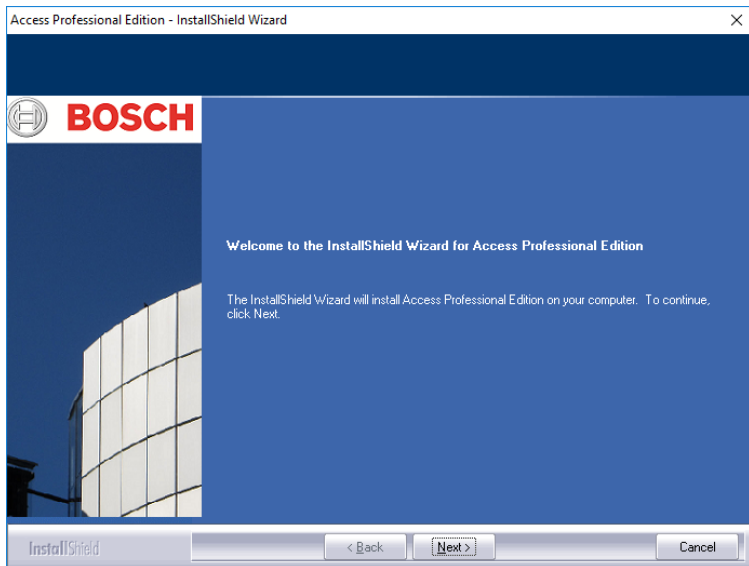 Access Professional Edition - InstallShield Wizard
BOSCH
Welcome to the InstallShield Wizard for Access Professional Edition
The InstallShield Wizard will install Access Professional Edition on your computer. To continue,
click Next.
InstallShield
< Back
Next >
Cancel